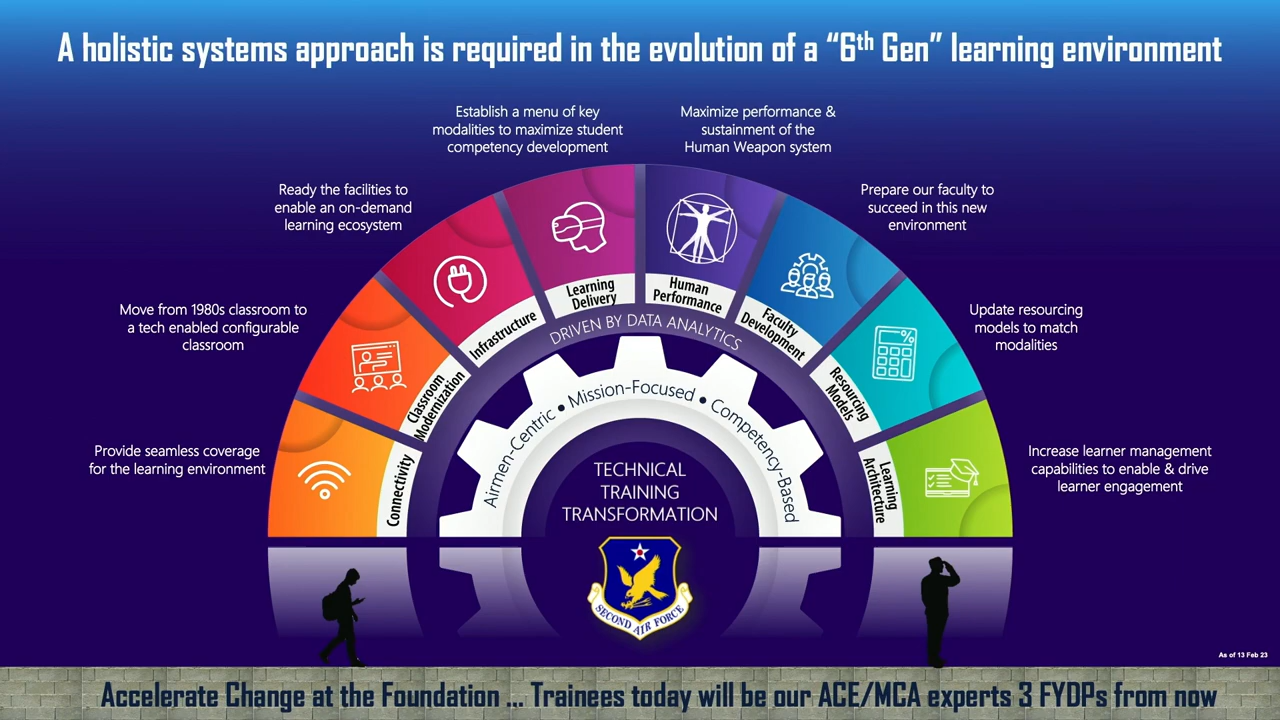 A holistic systems approach is required in the evolution of a “6th Gen” learning environment
Establish a menu of key
modalities to maximize student
competency development
Maximize performance &
sustainment of the
Human Weapon system
Ready the facilities to
enable an on-demand
learning ecosystem
Prepare our faculty to
succeed in this new
environment
Move from 1980s classroom to
a tech enabled configurable
classroom
Update resourcing
models to match
modalities
Provide seamless coverage
for the learning environment
Increase learner management
capabilities to enable & drive
learner engagement
Connectivity
Classroom
Modernization
Infrastructure
Learning
Delivery
Human
Performance
Faculty
Development
Resourcing
Models
Learning
Architecture
%
DRIVEN BY DATA ANALYTICS
Airmen-Centric • Mission-Focused • Competency-Based
TECHNICAL
TRAINING
TRANSFORMATION
SECOND AIR FORCE
As of 13 Feb 23
Accelerate Change at the Foundation ... Trainees today will be our ACE/MCA experts 3 FYDPs from now